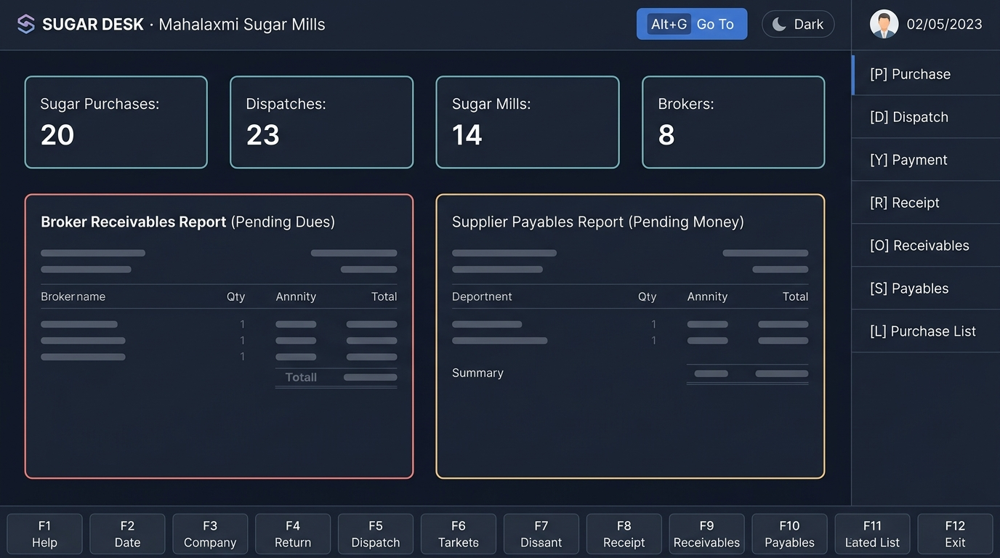 SUGAR DESK · Mahalaxmi Sugar Mills
Alt+G Go To
Dark
02/05/2023
Sugar Purchases:
20
Dispatches:
23
Sugar Mills:
14
Brokers:
8
Broker Receivables Report (Pending Dues)
Broker name Qty Annnity Total
1
1
1
Totall
Supplier Payables Report (Pending Money)
Deportnent Qty Annnity Total
1
1
Summary
[P] Purchase
[D] Dispatch
[Y] Payment
[R] Receipt
[O] Receivables
[S] Payables
[L] Purchase List
F1
Help
F2
Date
F3
Company
F4
Return
F5
Dispatch
F6
Tarkets
F7
Dissant
F8
Receipt
F9
Receivables
F10
Payables
F11
Lated List
F12
Exit